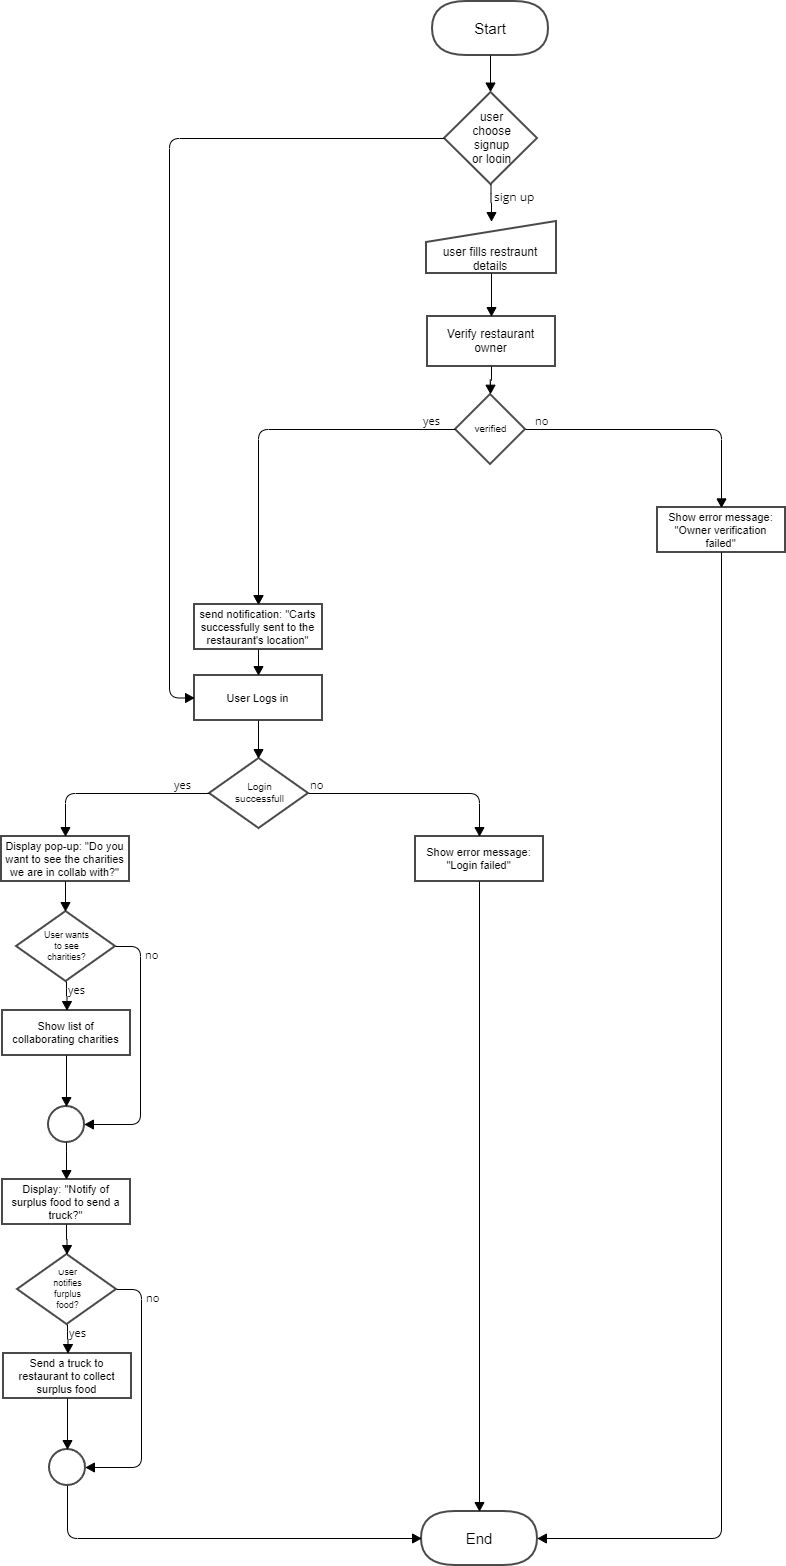 Start
user
choose
signup
or login
sign up
user fills restraunt
details
Verify restaurant
owner
yes
verified
no
Show error message:
"Owner verification
failed"
send notification: "Carts
successfully sent to the
restaurant's location"
User Logs in
yes
Login
successfull
no
Display pop-up: "Do you
want to see the charities
we are in collab with?"
Show error message:
"Login failed"
User wants
to see
charities?
no
yes
Show list of
collaborating charities
Display: "Notify of
surplus food to send a
truck?"
User
notifies
furplus
food?
no
yes
Send a truck to
restaurant to collect
surplus food
End